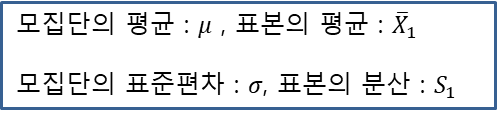 모집단의 평균 : 𝜇 , 표본의 평균 : X̄₁
모집단의 표준편차 : 𝜎, 표본의 분산 : 𝑆₁